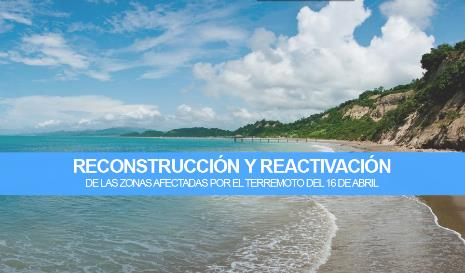 RECONSTRUCCIÓN Y REACTIVACIÓN
DE LAS ZONAS AFECTADAS POR EL TERREMOTO DEL 16 DE ABRIL